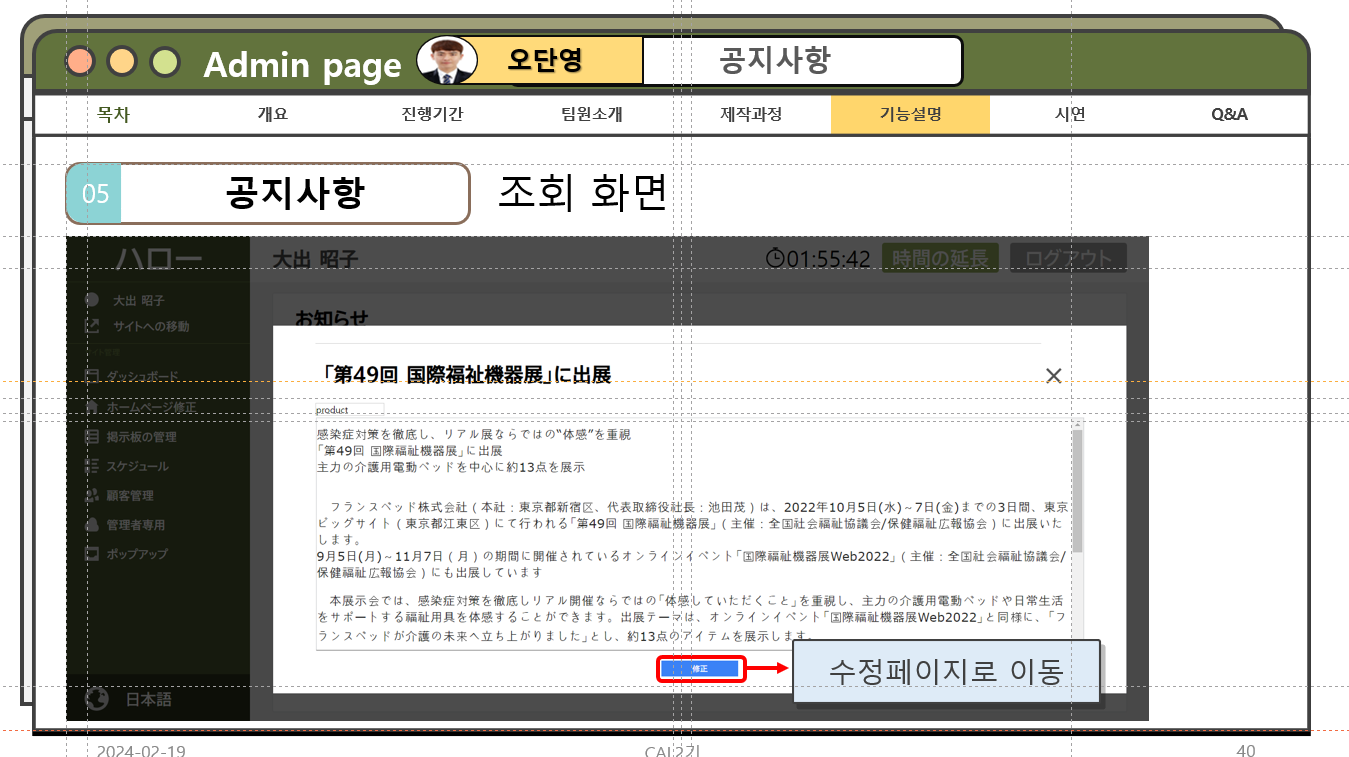 Admin page
오단영
공지사항
목차
개요
진행기간
팀원소개
제작과정
기능설명
시연
Q&A
05
공지사항
조회 화면
ハロー
大出 昭子
01:55:42
時間の延長
ログアウト
大出 昭子
サイトへの移動
ダッシュボード
ホームページ修正
掲示板の管理
スケジュール
顧客管理
管理者専用
ポップアップ
日本語
お知らせ
「第49回 国際福祉機器展」に出展
product
感染症対策を徹底し、リアル展ならではの“体感”を重視
「第49回 国際福祉機器展」に出展
主力の介護用電動ベッドを中心に約13点を展示
フランスベッド株式会社（本社：東京都新宿区、代表取締役社長：池田茂）は、2022年10月5日(水)～7日(金)までの3日間、東京
ビッグサイト（東京都江東区）にて行われる「第49回 国際福祉機器展」（主催：全国社会福祉協議会/保健福祉広報協会）に出展いた
します。
9月5日(月)～11月7日（月）の期間に開催されているオンラインイベント「国際福祉機器展Web2022」（主催：全国社会福祉協議会/
保健福祉広報協会）にも出展しています
本展示会では、感染症対策を徹底しリアル開催ならではの「体感していただくこと」を重視し、主力の介護用電動ベッドや日常生活
をサポートする福祉用具を体感することができます。出展テーマは、オンラインイベント「国際福祉機器展Web2022」と同様に、「フ
ランスベッドが介護の未来へ立ち上がりました」とし、約13点のアイテムを展示します。
修正
수정페이지로 이동
2024-02-19
CAL2기
40